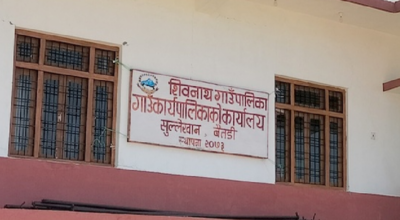 शिवनाथ गाउँपालिका
गाउँकार्यपालिकाको कार्यालय
सुल्लेखान, बैतडी
स्थापना २०७३